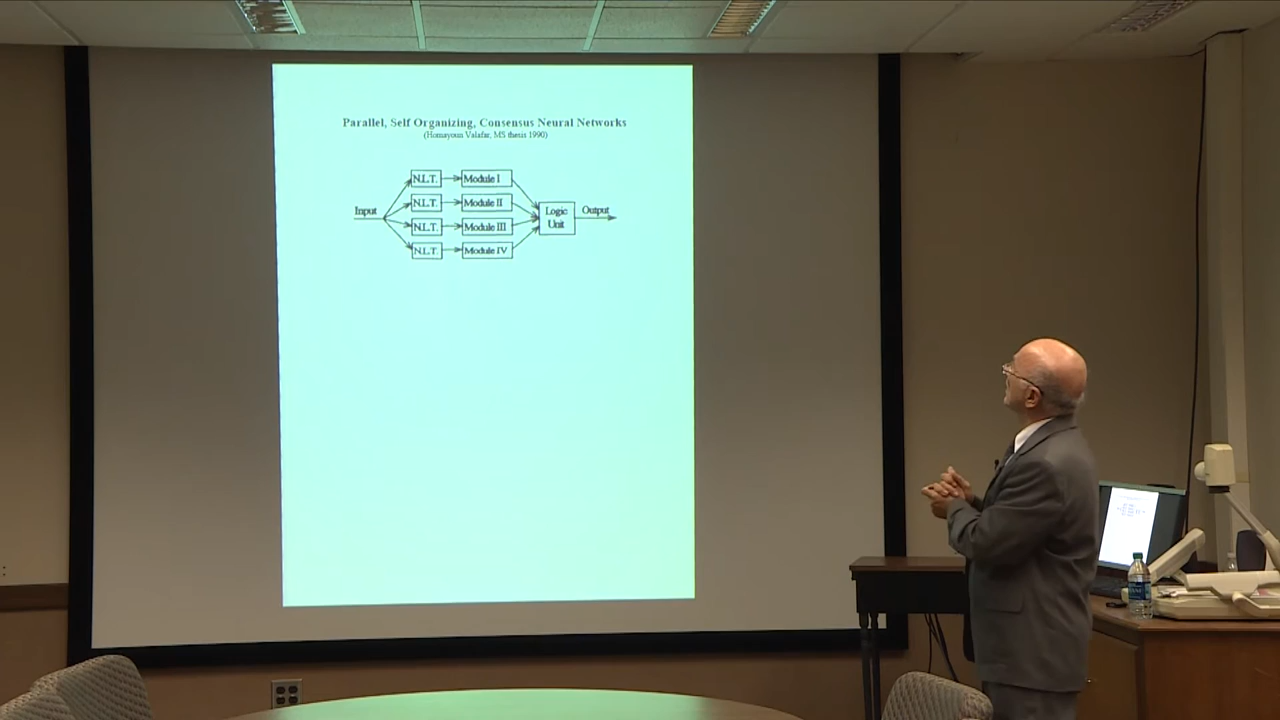 Parallel, Self Organizing, Consensus Neural Networks
(Homayoun Valafar, MS thesis 1990)
N.L.T. Module I
N.L.T. Module II
Input Logic Unit Output
N.L.T. Module III
N.L.T. Module IV